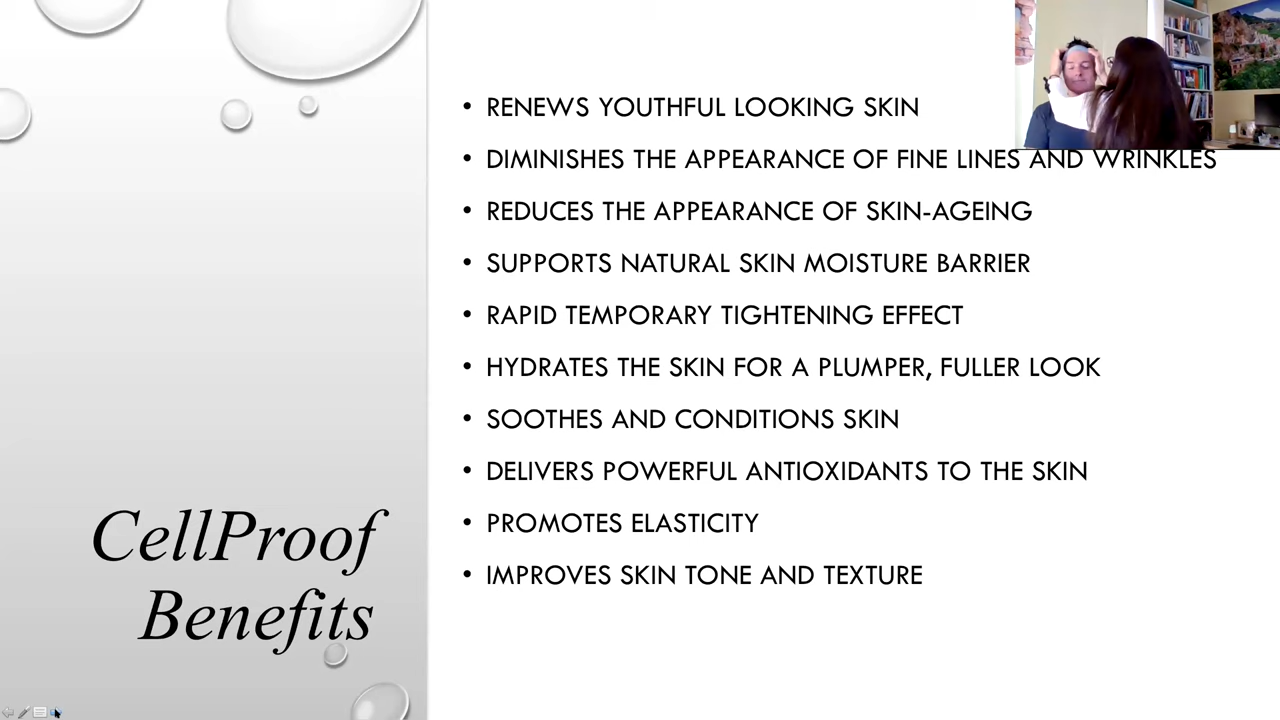 RENEWS YOUTHFUL LOOKING SKIN
DIMINISHES THE APPEARANCE OF FINE LINES AND WRINKLES
REDUCES THE APPEARANCE OF SKIN-AGEING
SUPPORTS NATURAL SKIN MOISTURE BARRIER
RAPID TEMPORARY TIGHTENING EFFECT
HYDRATES THE SKIN FOR A PLUMPER, FULLER LOOK
SOOTHES AND CONDITIONS SKIN
DELIVERS POWERFUL ANTIOXIDANTS TO THE SKIN
PROMOTES ELASTICITY
IMPROVES SKIN TONE AND TEXTURE
CellProof
Benefits